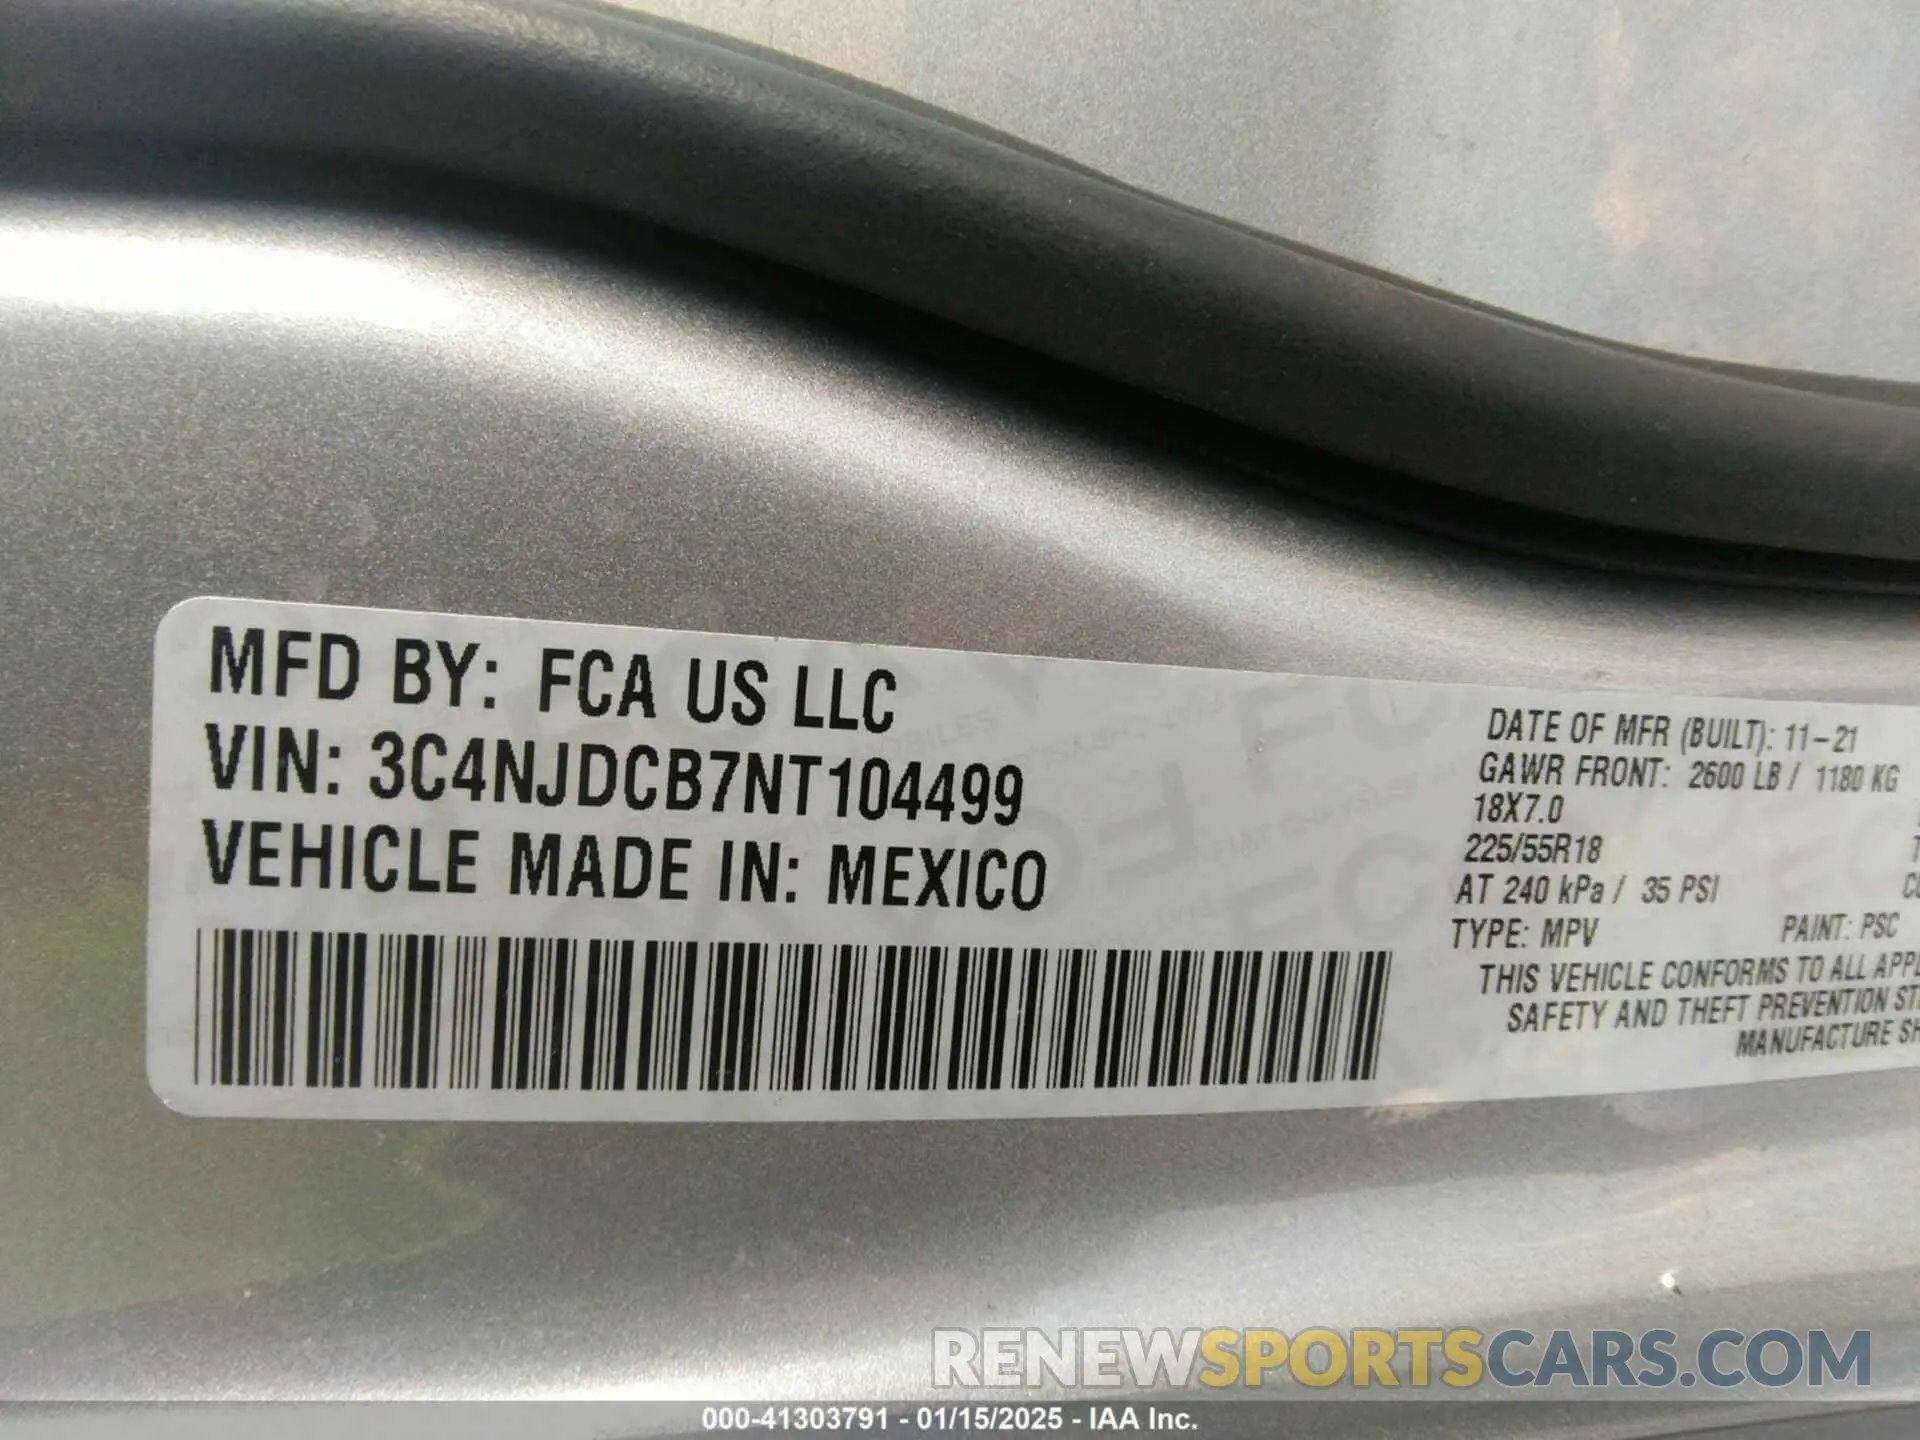 MFD BY: FCA US LLC
VIN: 3C4NJDCB7NT104499
VEHICLE MADE IN: MEXICO
DATE OF MFR (BUILT): 11-21
GAWR FRONT: 2600 LB / 1180 KG
18X7.0
225/55R18
AT 240 kPa / 35 PSI
TYPE: MPV PAINT: PSC
THIS VEHICLE CONFORMS TO ALL APPL
SAFETY AND THEFT PREVENTION ST
MANUFACTURE SH
RENEWSPORTSCARS.COM
000-41303791 - 01/15/2025 - IAA Inc.